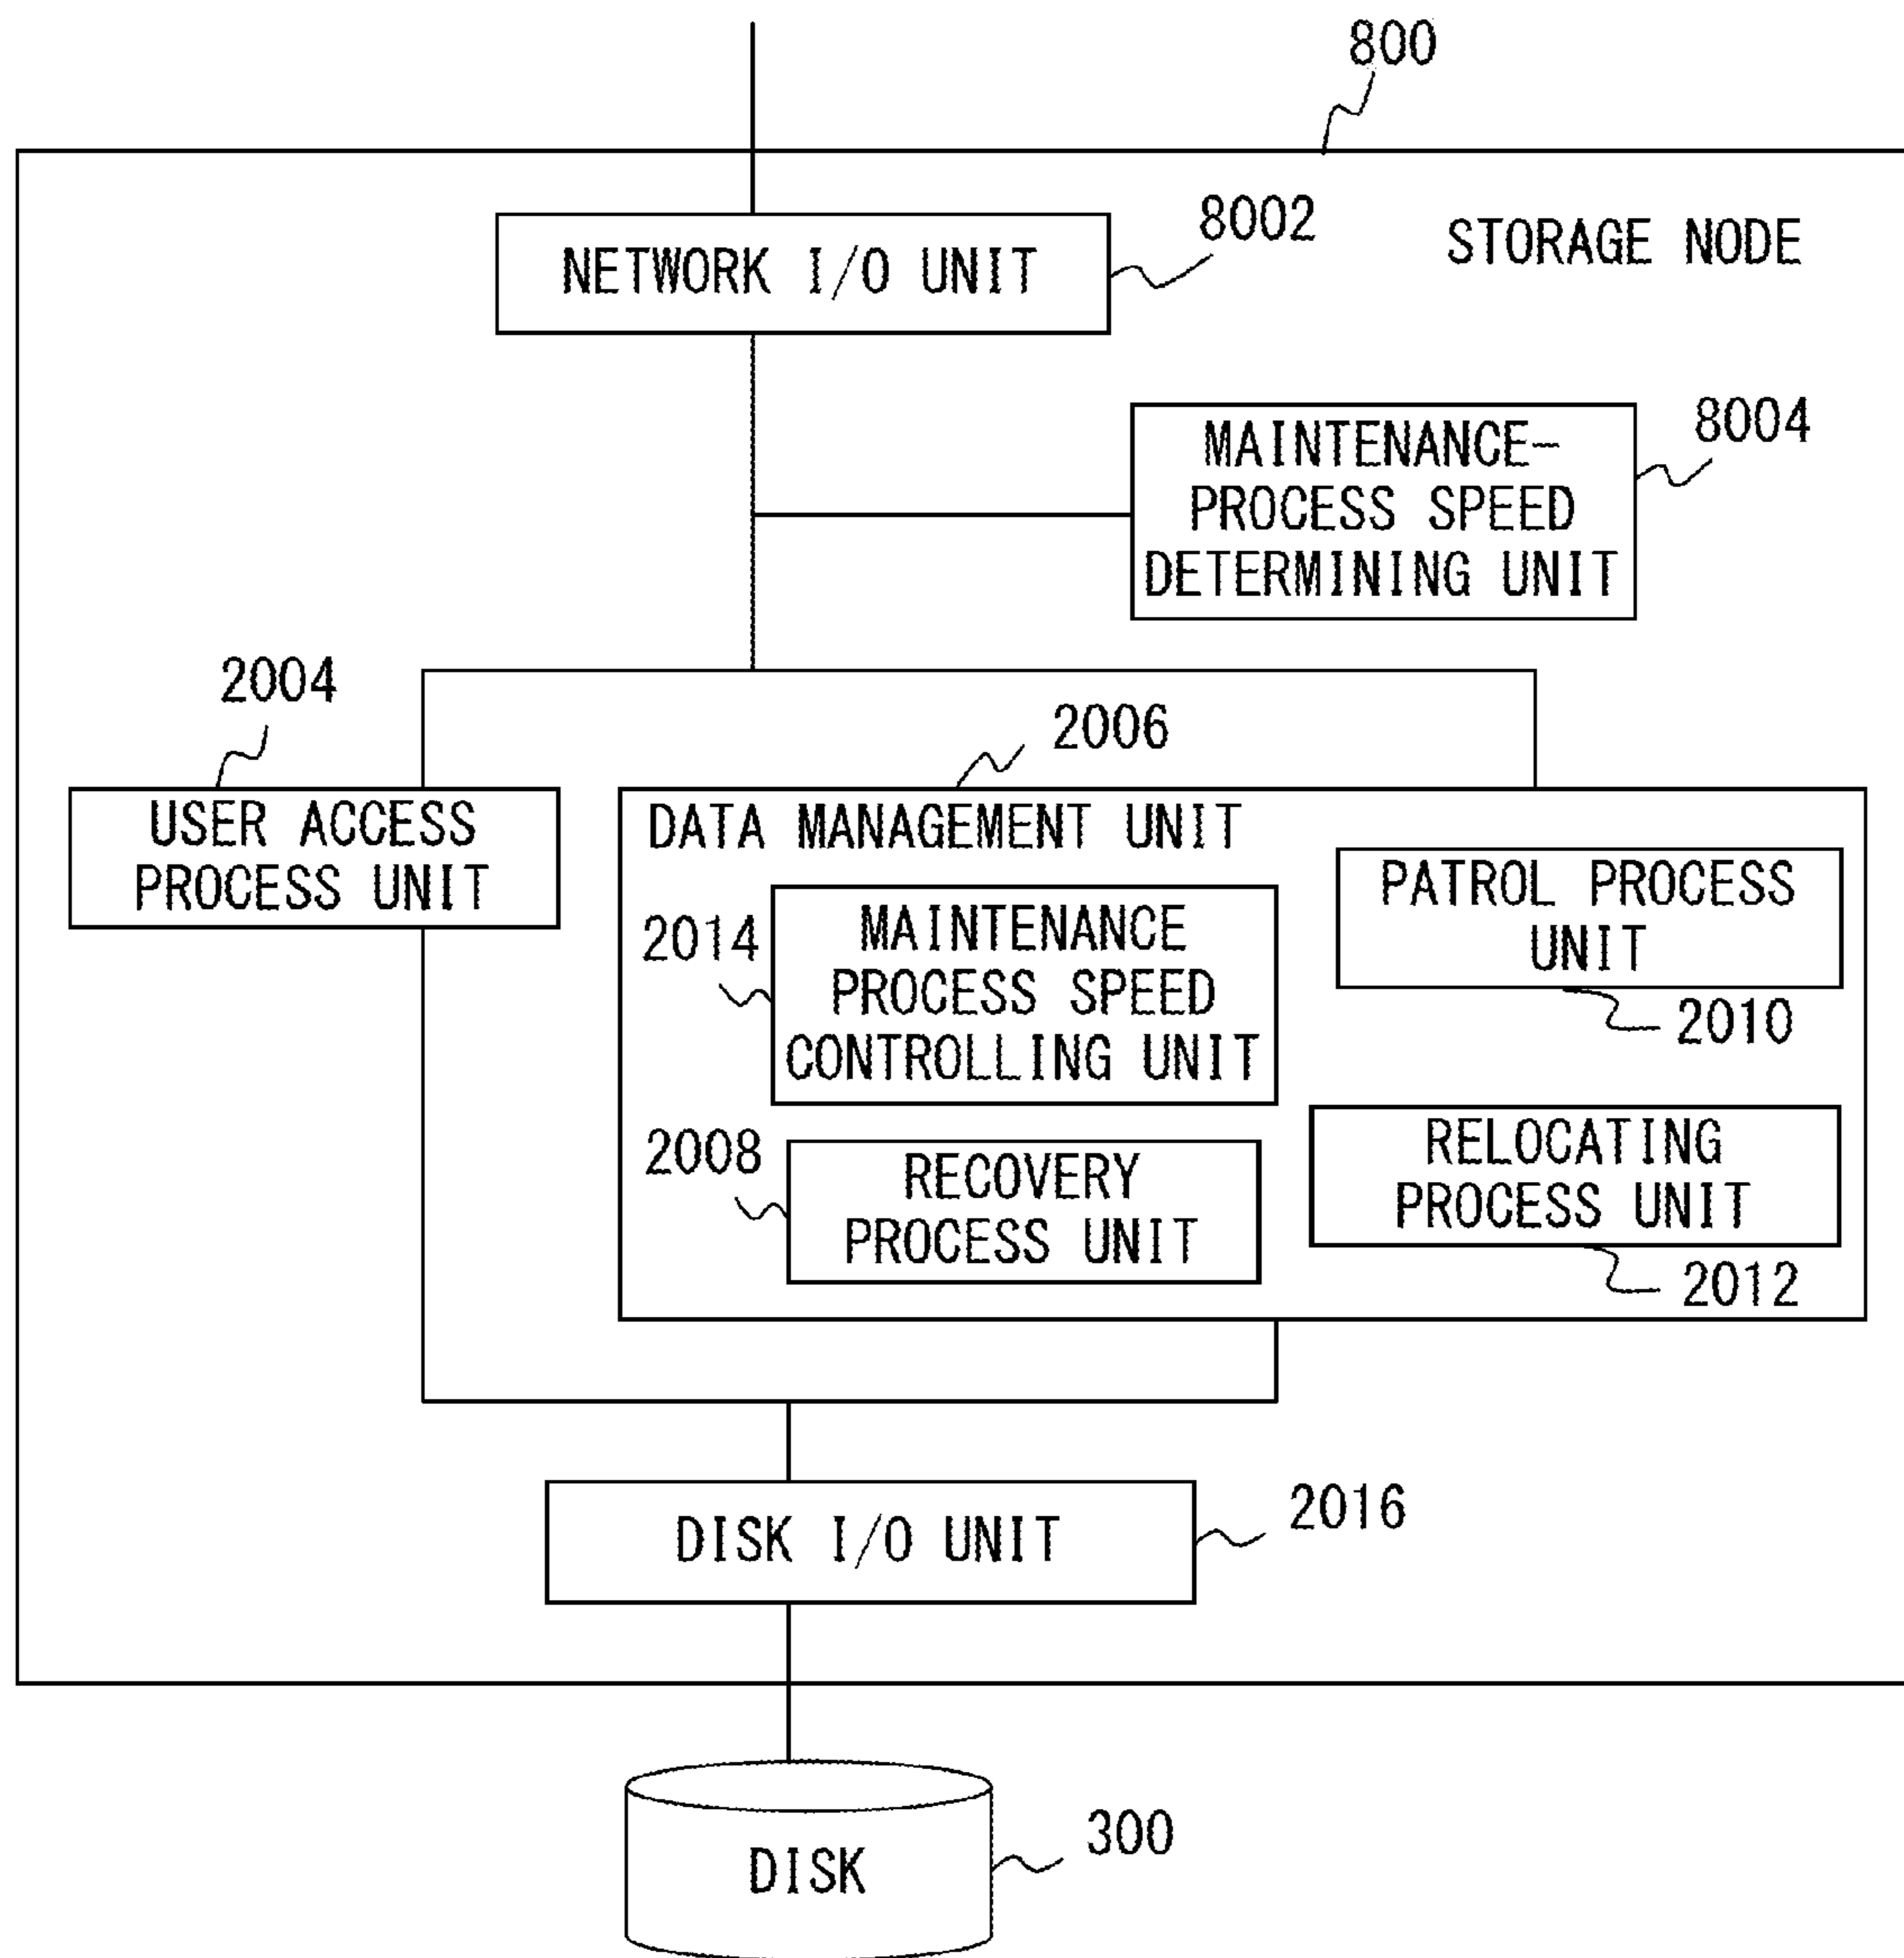 800
8002
STORAGE NODE
NETWORK I/O UNIT
8004
MAINTENANCE-
PROCESS SPEED
DETERMINING UNIT
2004
2006
USER ACCESS
PROCESS UNIT
DATA MANAGEMENT UNIT
2014
MAINTENANCE
PROCESS SPEED
CONTROLLING UNIT
PATROL PROCESS
UNIT
2010
2008
RECOVERY
PROCESS UNIT
RELOCATING
PROCESS UNIT
2012
DISK I/O UNIT
2016
DISK
300